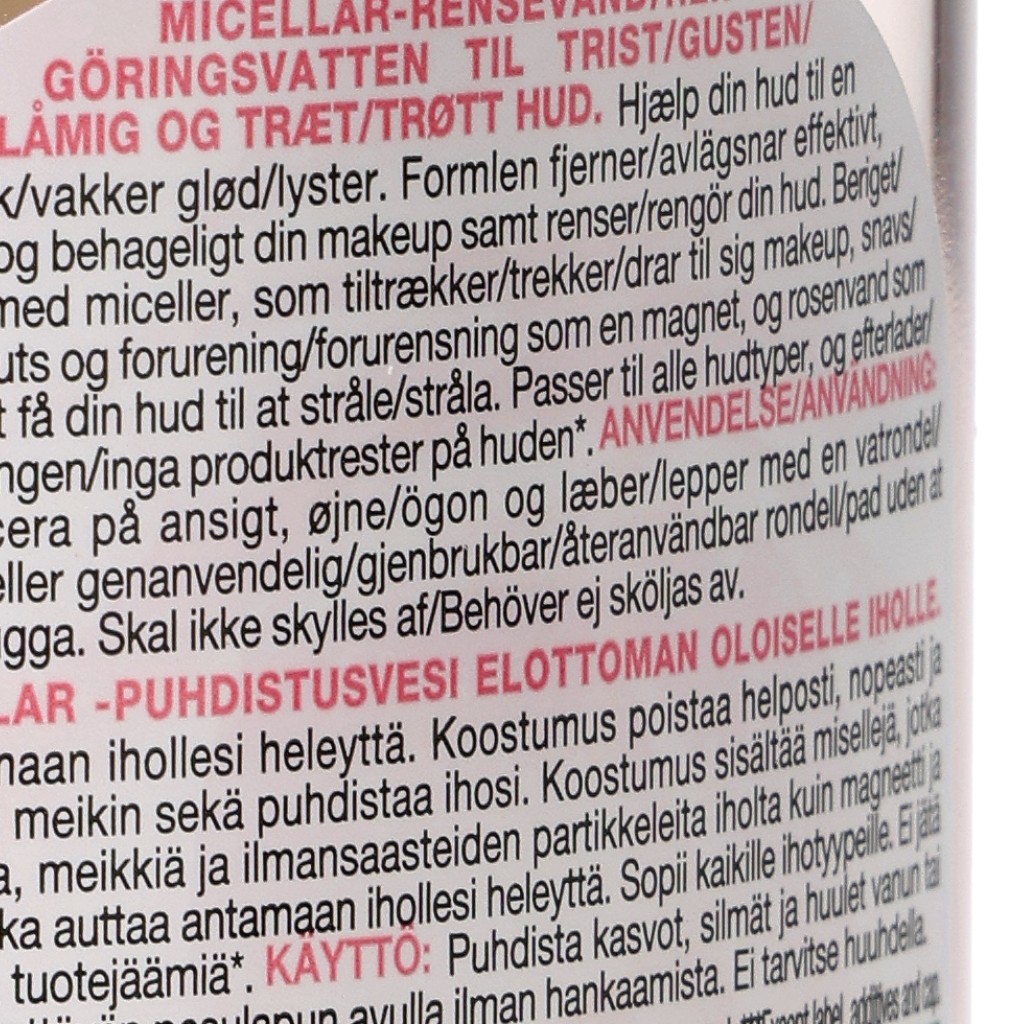 MICELLAR-RENSEVAND/
GÖRINGSVATTEN TIL TRIST/GUSTEN/
LÅMIG OG TRÆT/TRØTT HUD. Hjælp din hud til en
k/vakker glød/lyster. Formlen fjerner/avlägsnar effektivt,
og behageligt din makeup samt renser/rengör din hud. Beriget/
med miceller, som tiltrækker/trekker/drar til sig makeup, snavs/
uts og forurening/forurensning som en magnet, og rosenvand som
t få din hud til at stråle/stråla. Passer til alle hudtyper, og efterlader/
ngen/inga produktrester på huden*. ANVENDELSE/ANVÄNDNING:
cera på ansigt, øjne/ögon og læber/lepper med en vatrondel/
eller genanvendelig/gjenbrukbar/återanvändbar rondell/pad uden at
gga. Skal ikke skylles af/Behöver ej sköljas av.
LAR -PUHDISTUSVESI ELOTTOMAN OLOISELLE IHOLLE.
maan ihollesi heleyttä. Koostumus poistaa helposti, nopeasti ja
meikin sekä puhdistaa ihosi. Koostumus sisältää misellejä, jotka
a, meikkiä ja ilmansaasteiden partikkeleita iholta kuin magneetti ja
ka auttaa antamaan ihollesi heleyttä. Sopii kaikille ihotyypeille. Ei jätä
tuotejäämiä*. KÄYTTÖ: Puhdista kasvot, silmät ja huulet vanun tai
avulla ilman hankaamista. Ei tarvitse huuhdella.
label, additives and cap.